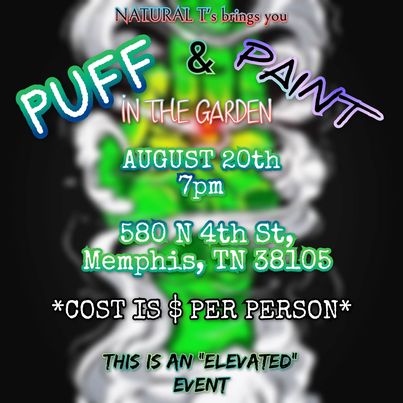 NATURAL T's brings you
PUFF & PAINT
iN THE GARDEN
AUGUST 20th
7pm
580 N 4th St,
Memphis, TN 38105
*COST IS $ PER PERSON*
THIS IS AN "ELEVATED"
EVENT